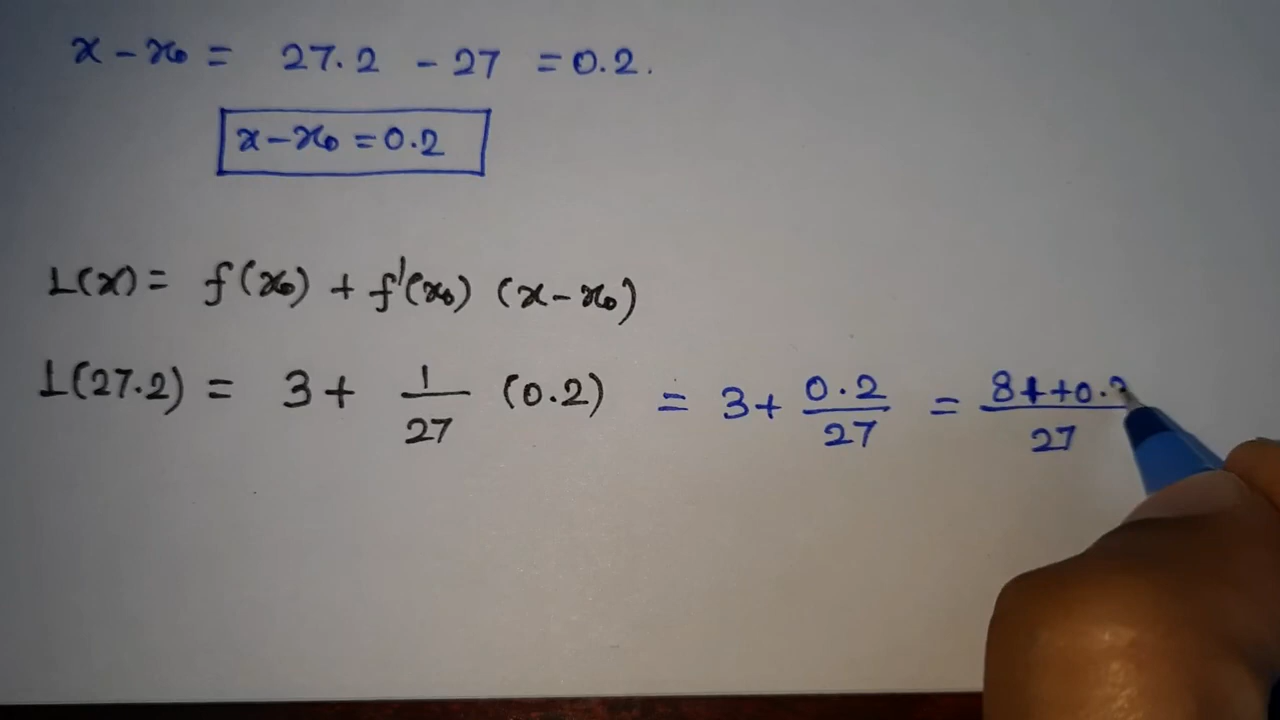 x - x₀ = 27.2 - 27 = 0.2.
x - x₀ = 0.2
L(x) = f(x₀) + f'(x₀) (x - x₀)
L(27.2) = 3 + 1/27 (0.2) = 3 + 0.2/27 = 81+0.2/27